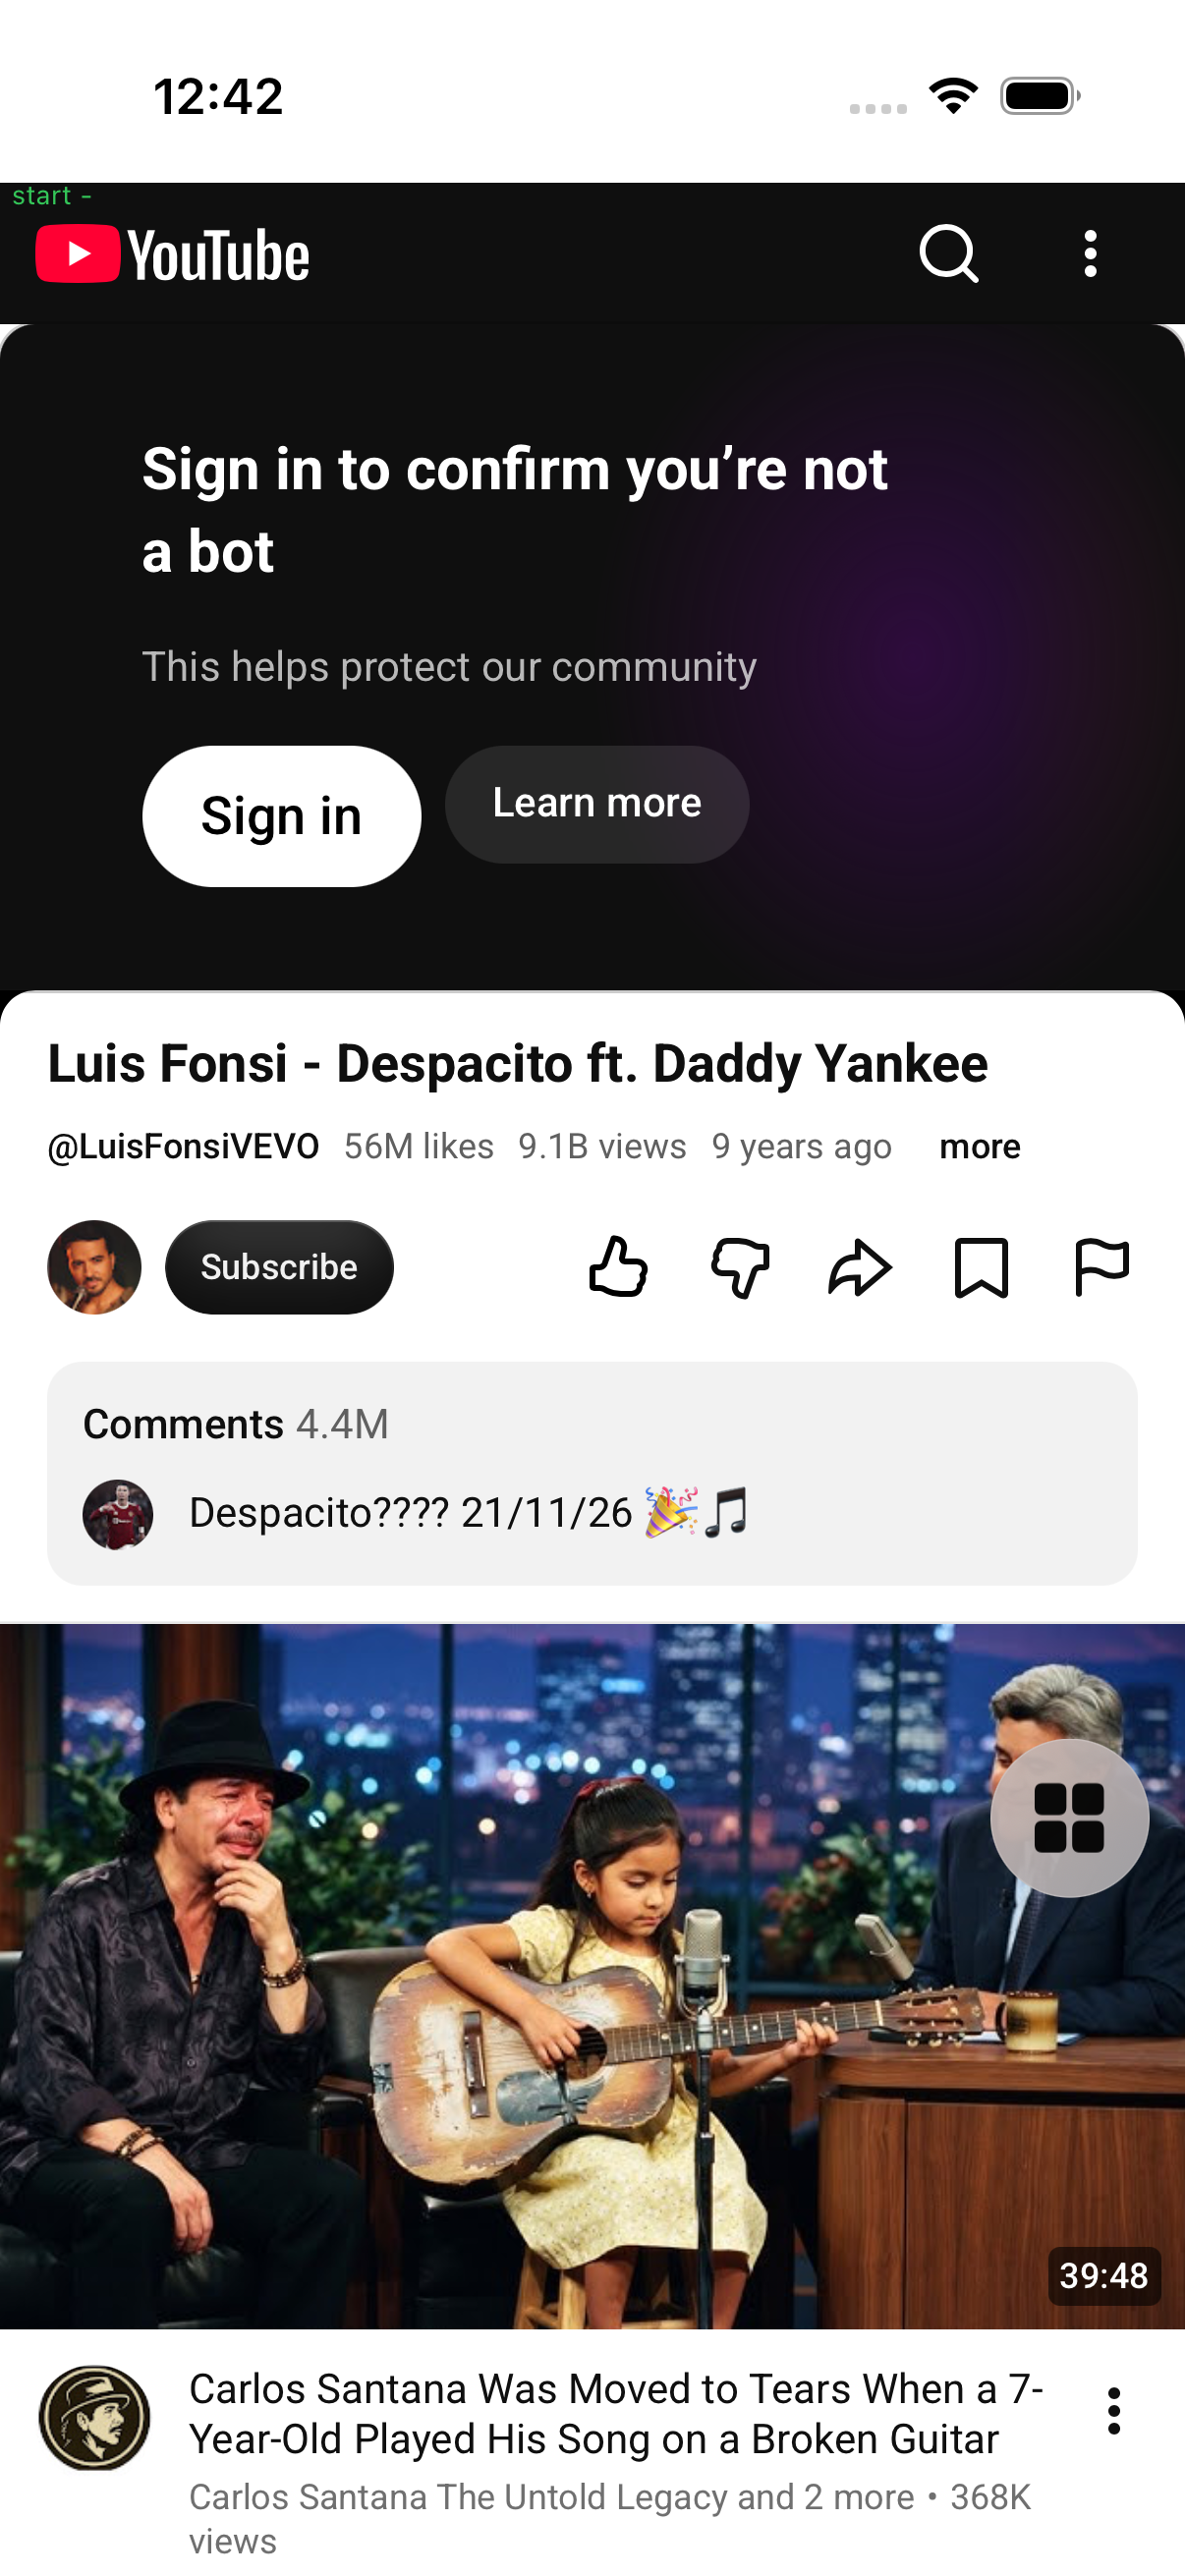 12:42
start -
YouTube
Sign in to confirm you’re not
a bot
This helps protect our community
Sign in
Learn more
Luis Fonsi - Despacito ft. Daddy Yankee
@LuisFonsiVEVO 56M likes 9.1B views 9 years ago more
Subscribe
Comments 4.4M
Despacito???? 21/11/26 🎉🎵
39:48
Carlos Santana Was Moved to Tears When a 7-
Year-Old Played His Song on a Broken Guitar
Carlos Santana The Untold Legacy and 2 more • 368K
views